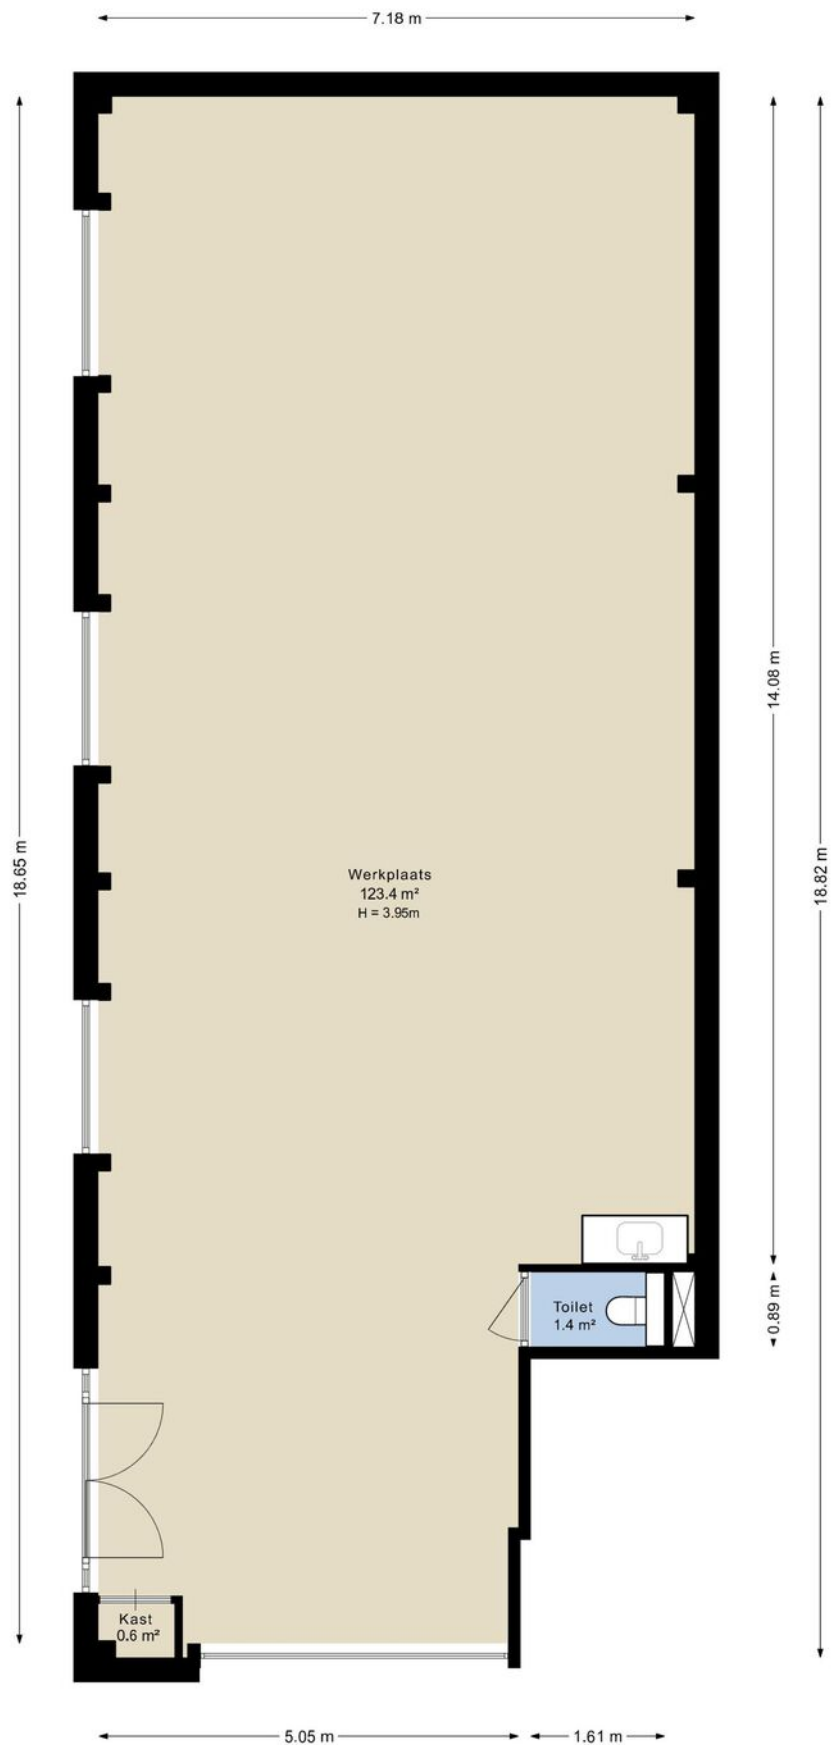 7.18 m
14.08 m
18.65 m
18.82 m
Werkplaats
123.4 m²
H = 3.95m
Toilet
1.4 m²
0.89 m
Kast
0.6 m²
5.05 m
1.61 m